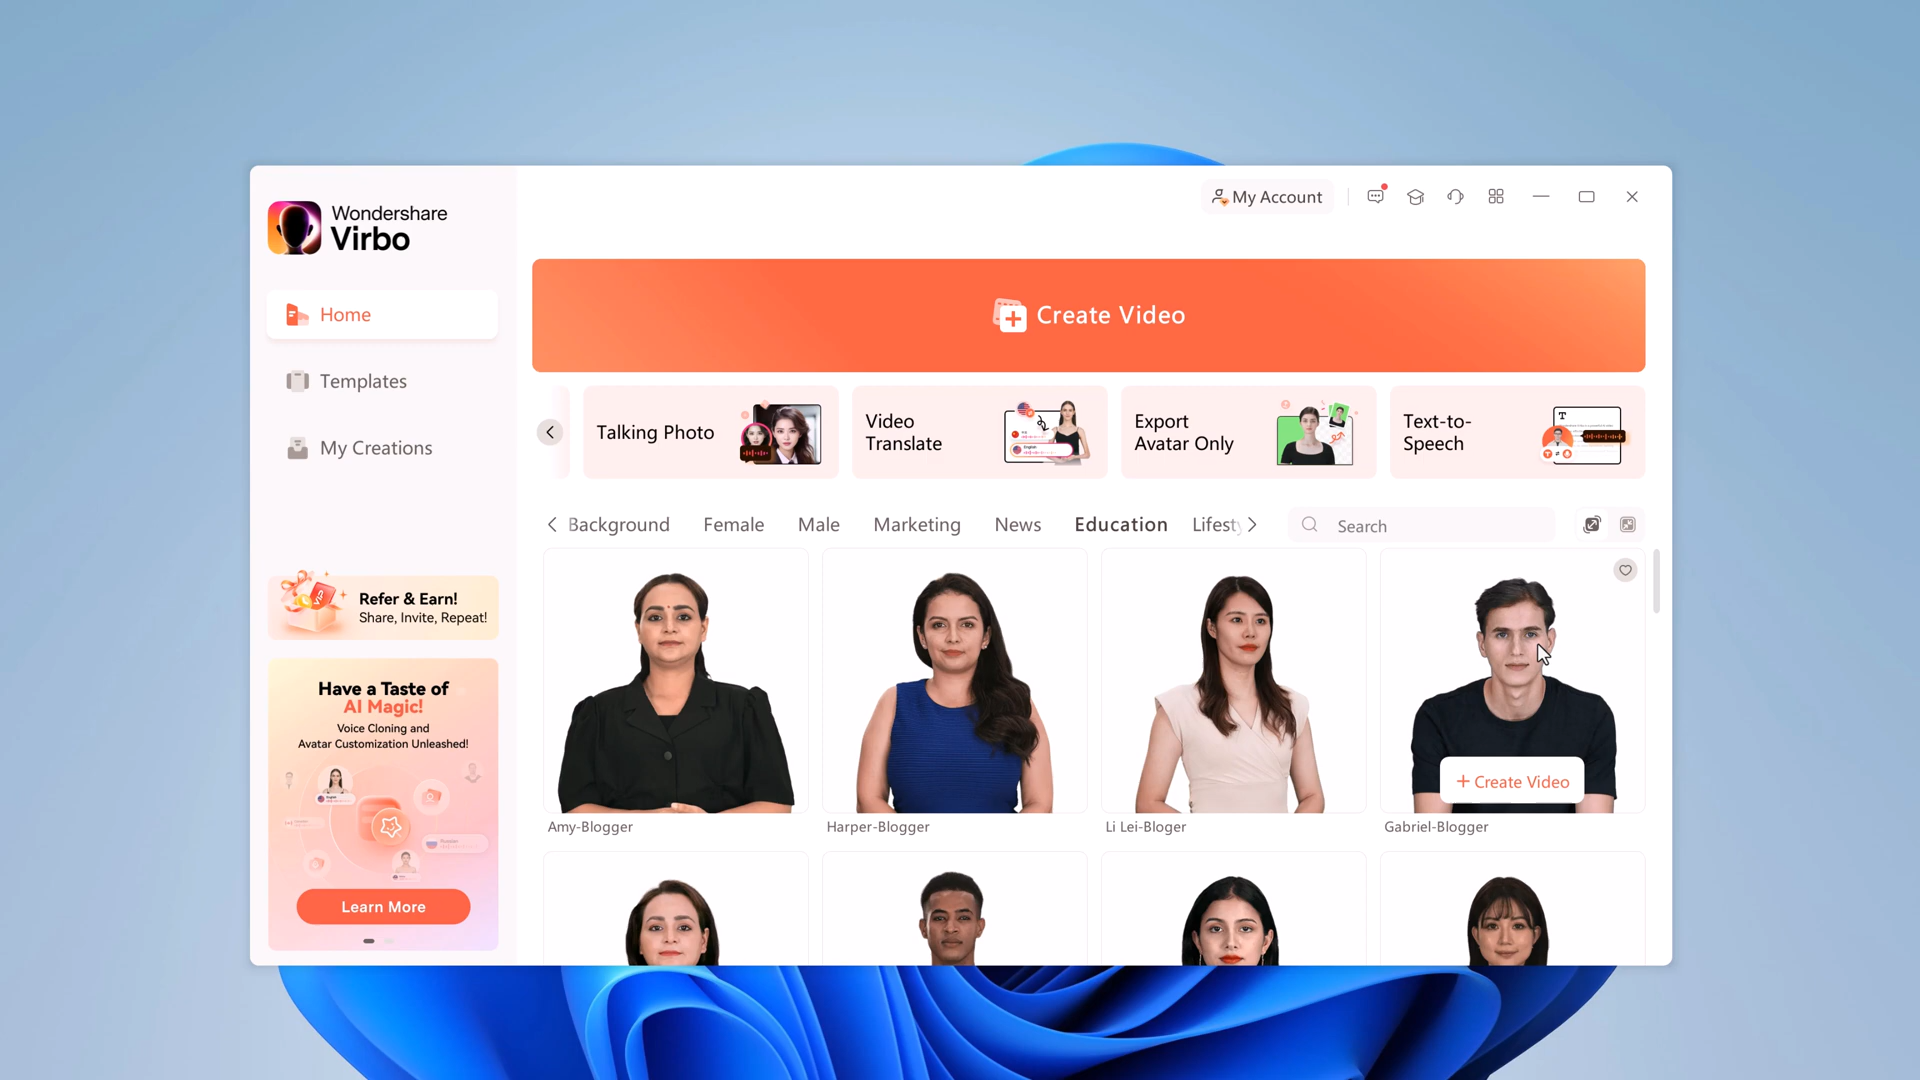 Wondershare
Virbo
My Account
Home
Templates
My Creations
Create Video
Talking Photo
Video
Translate
Export
Avatar Only
Text-to-
Speech
Background
Female
Male
Marketing
News
Education
Lifesty
Search
Amy-Blogger
Harper-Blogger
Li Lei-Bloger
+ Create Video
Gabriel-Blogger
VIP
Refer & Earn!
Share, Invite, Repeat!
Have a Taste of
AI Magic!
Voice Cloning and
Avatar Customization Unleashed!
Learn More